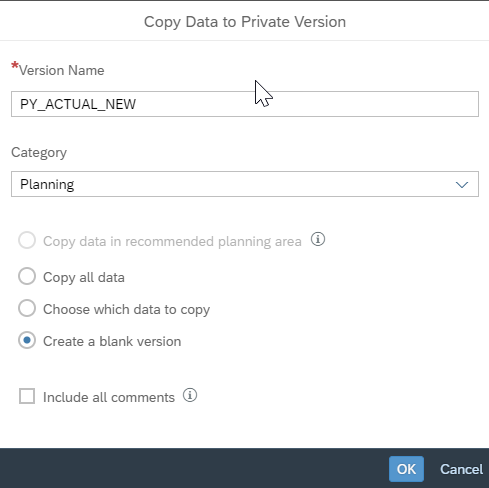 Copy Data to Private Version
*Version Name
PY_ACTUAL_NEW
Category
Planning
Copy data in recommended planning area
Copy all data
Choose which data to copy
Create a blank version
Include all comments
OK Cancel